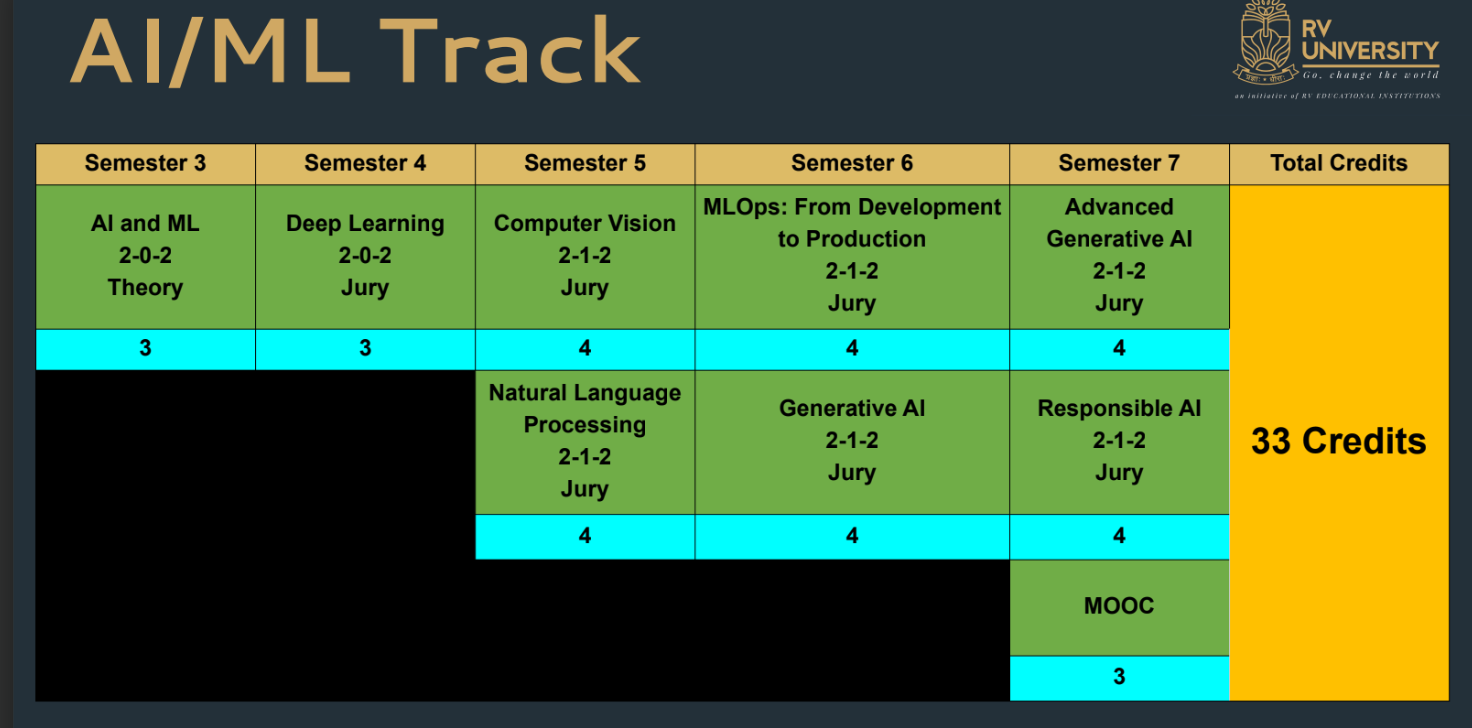 AI/ML Track
RV
UNIVERSITY
Go, change the world
an initiative of RV EDUCATIONAL INSTITUTIONS
Semester 3
Semester 4
Semester 5
Semester 6
Semester 7
Total Credits
AI and ML
2-0-2
Theory
Deep Learning
2-0-2
Jury
Computer Vision
2-1-2
Jury
MLOps: From Development
to Production
2-1-2
Jury
Advanced
Generative AI
2-1-2
Jury
33 Credits
3
3
4
4
4
Natural Language
Processing
2-1-2
Jury
Generative AI
2-1-2
Jury
Responsible AI
2-1-2
Jury
4
4
4
MOOC
3